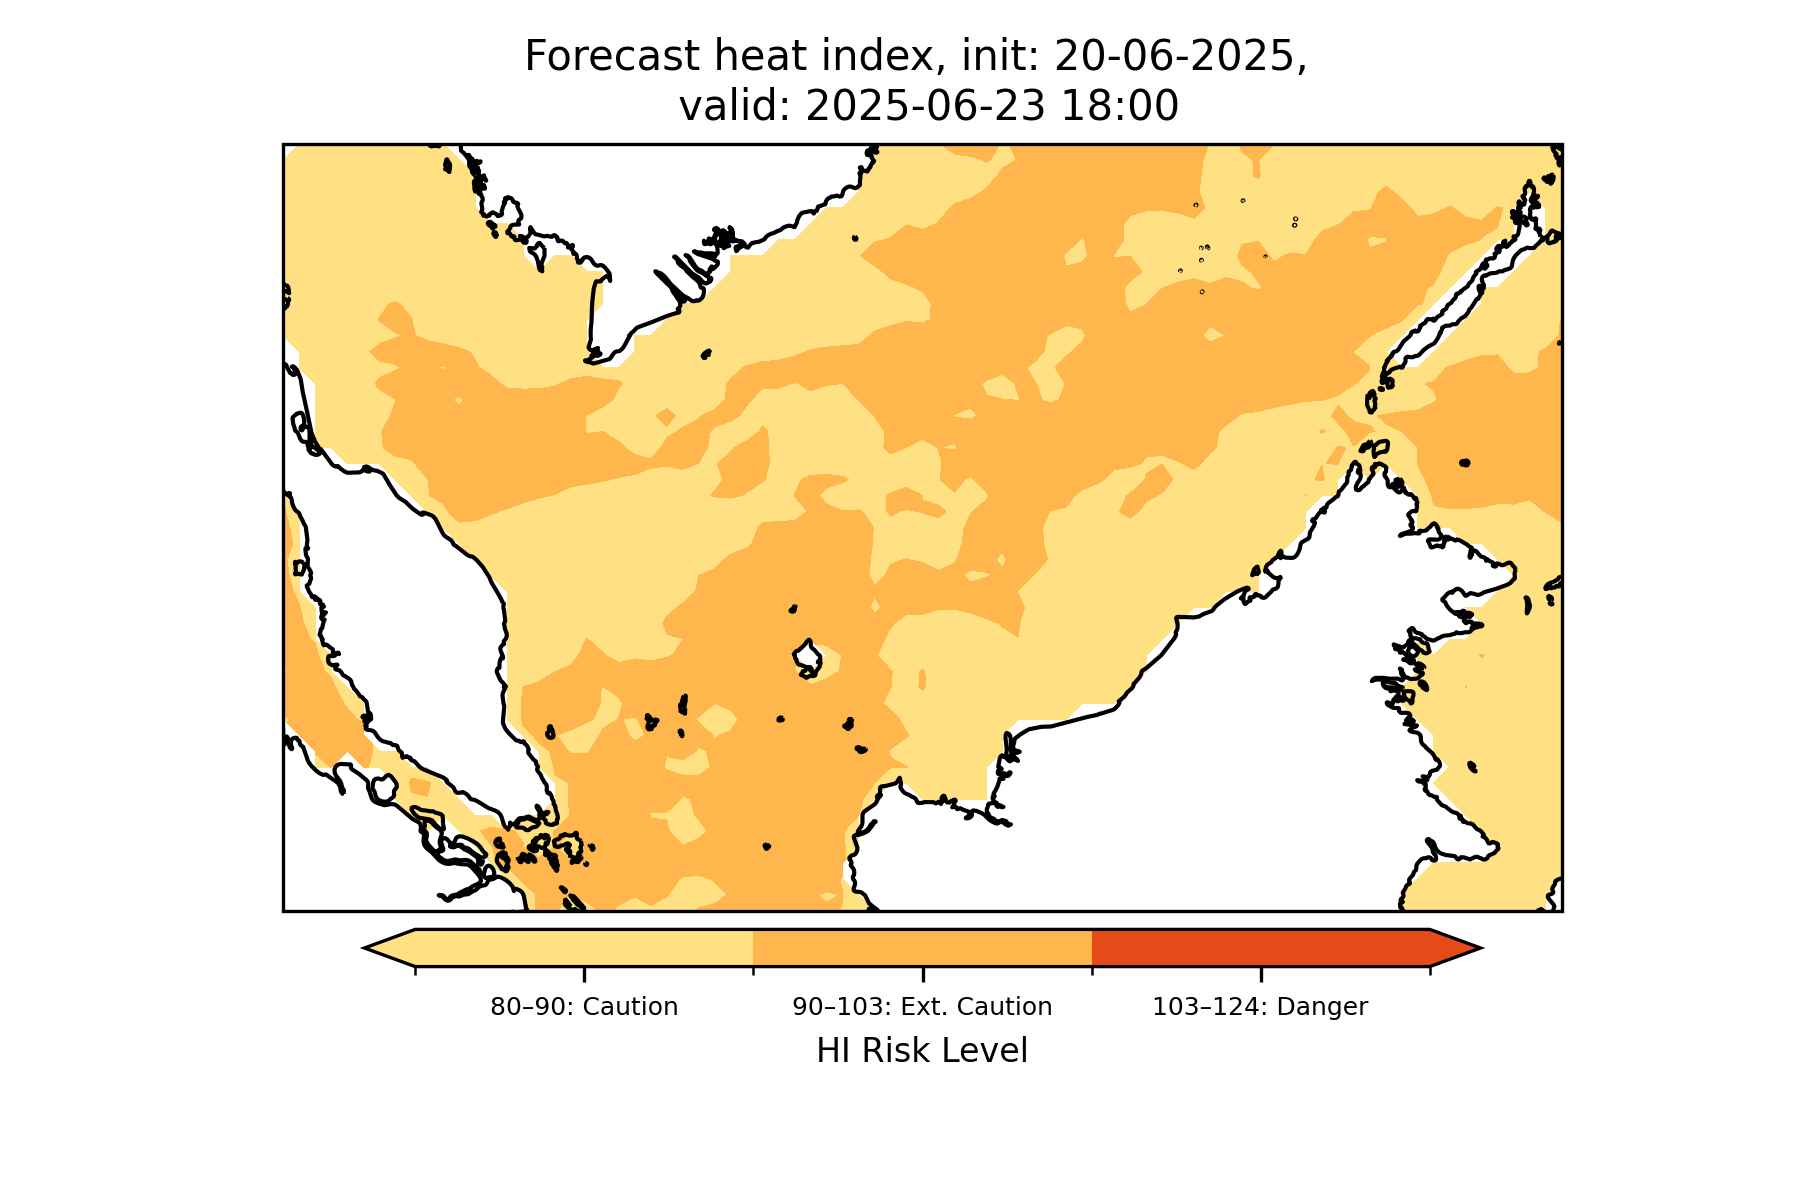 Forecast heat index, init: 20-06-2025,
valid: 2025-06-23 18:00
80–90: Caution
90–103: Ext. Caution
103–124: Danger
HI Risk Level